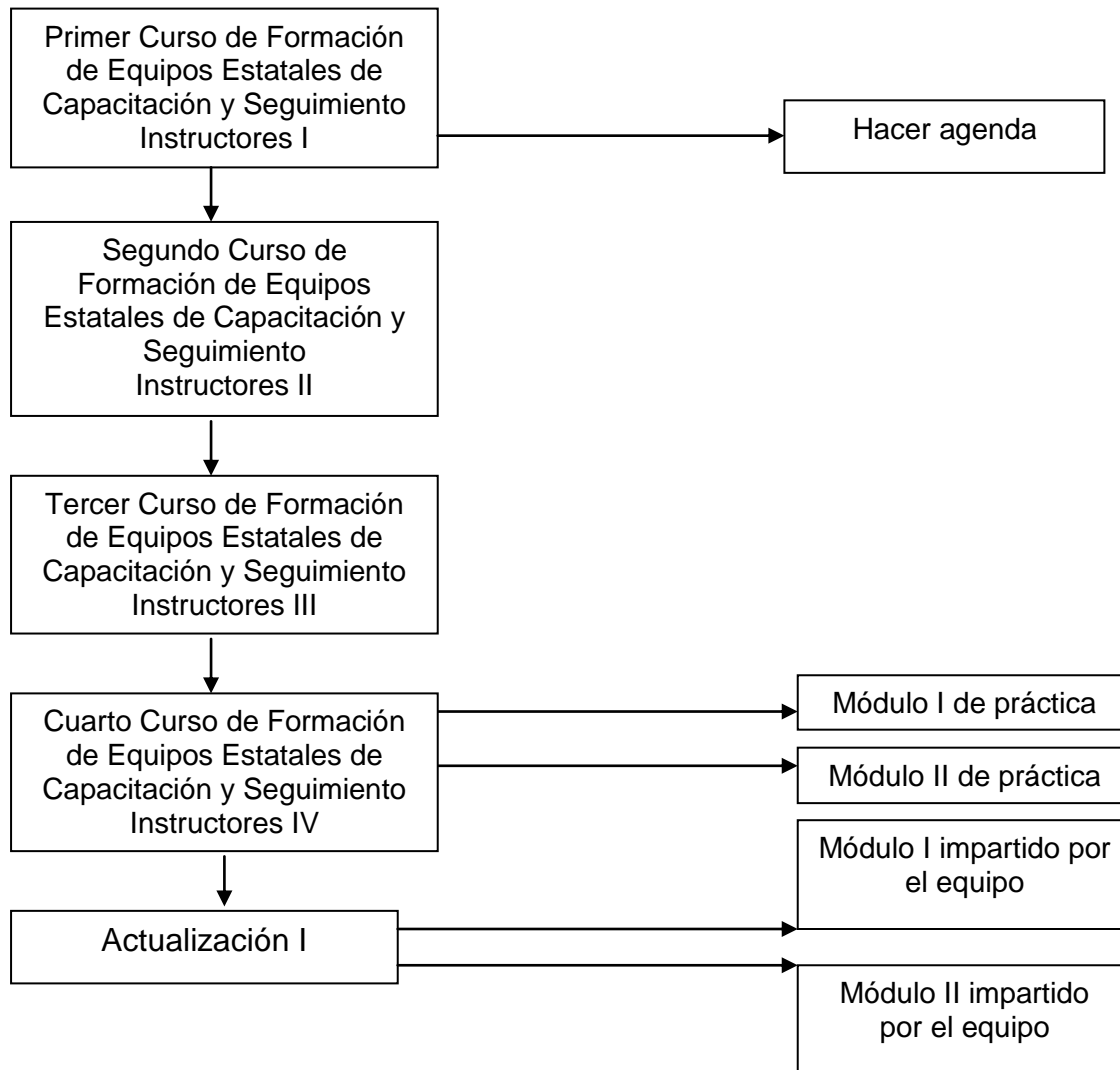 Primer Curso de Formación
de Equipos Estatales de
Capacitación y Seguimiento
Instructores I
Hacer agenda
Segundo Curso de
Formación de Equipos
Estatales de Capacitación y
Seguimiento
Instructores II
Tercer Curso de Formación
de Equipos Estatales de
Capacitación y Seguimiento
Instructores III
Cuarto Curso de Formación
de Equipos Estatales de
Capacitación y Seguimiento
Instructores IV
Módulo I de práctica
Módulo II de práctica
Módulo I impartido por
el equipo
Actualización I
Módulo II impartido
por el equipo